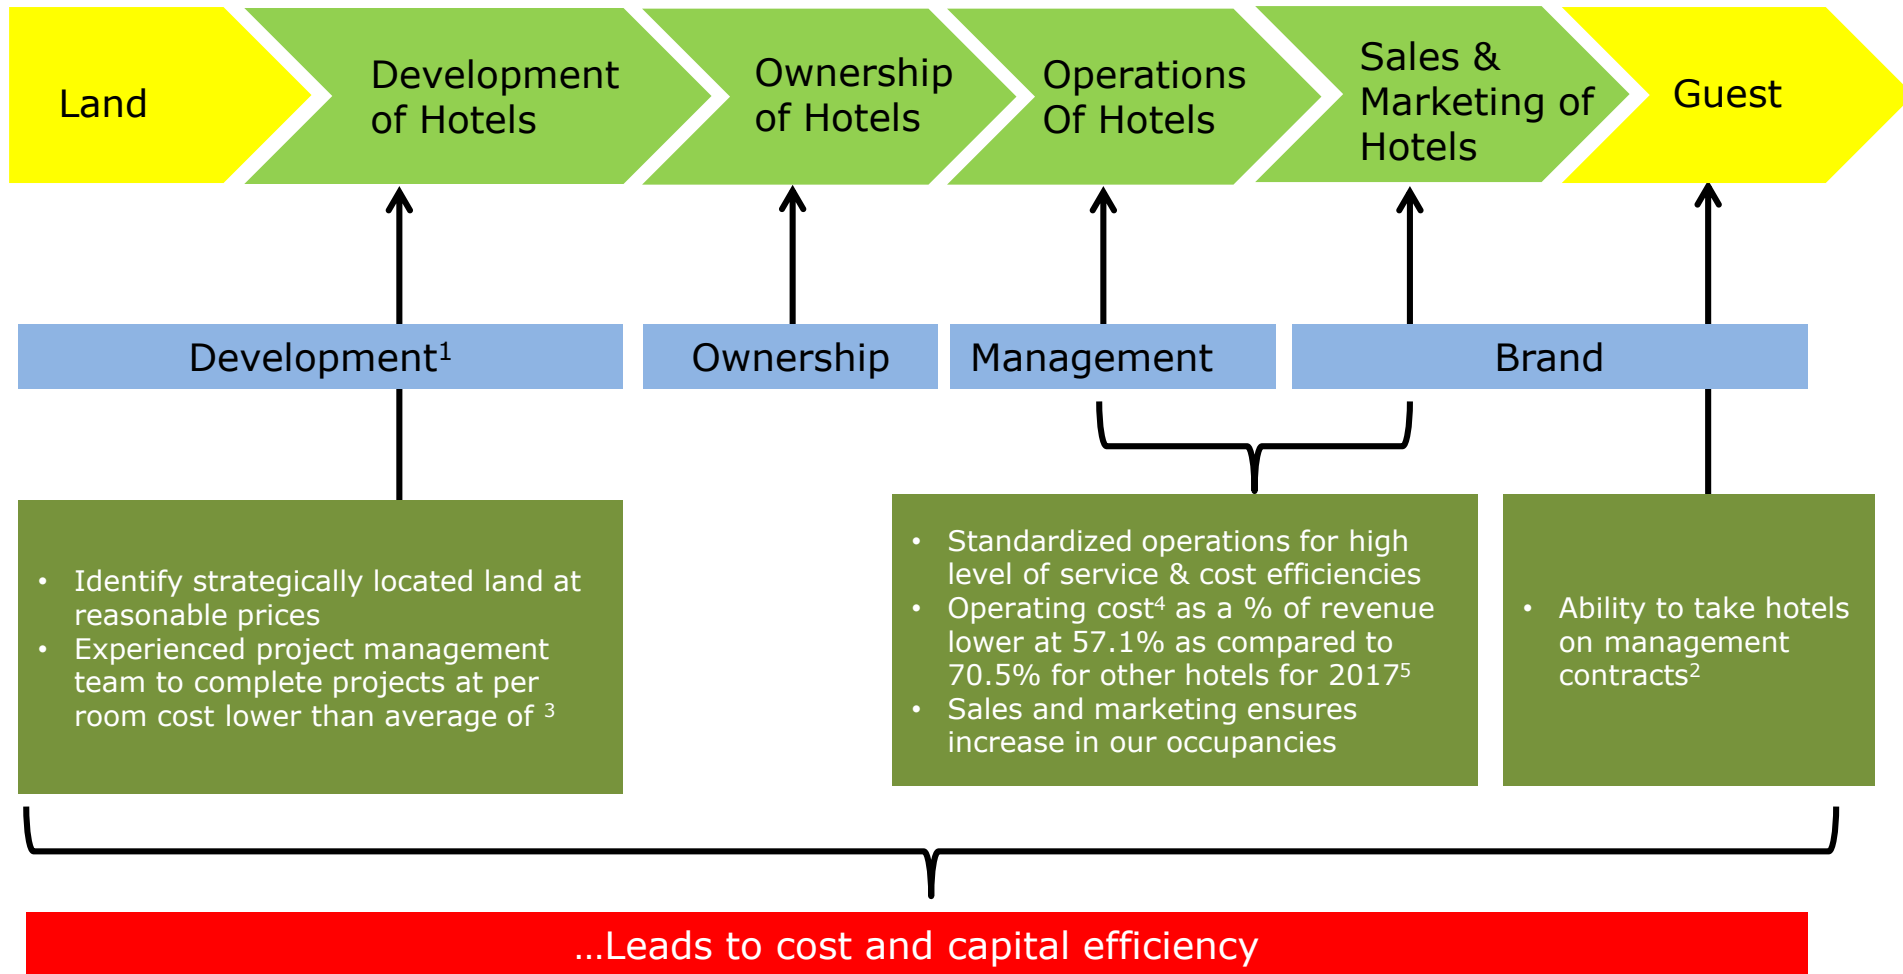 Land
Development
of Hotels
Ownership
of Hotels
Operations
Of Hotels
Sales &
Marketing of
Hotels
Guest
Development¹
Ownership
Management
Brand
• Identify strategically located land at
reasonable prices
• Experienced project management
team to complete projects at per
room cost lower than average of ³
• Standardized operations for high
level of service & cost efficiencies
• Operating cost⁴ as a % of revenue
lower at 57.1% as compared to
70.5% for other hotels for 2017⁵
• Sales and marketing ensures
increase in our occupancies
• Ability to take hotels
on management
contracts²
...Leads to cost and capital efficiency